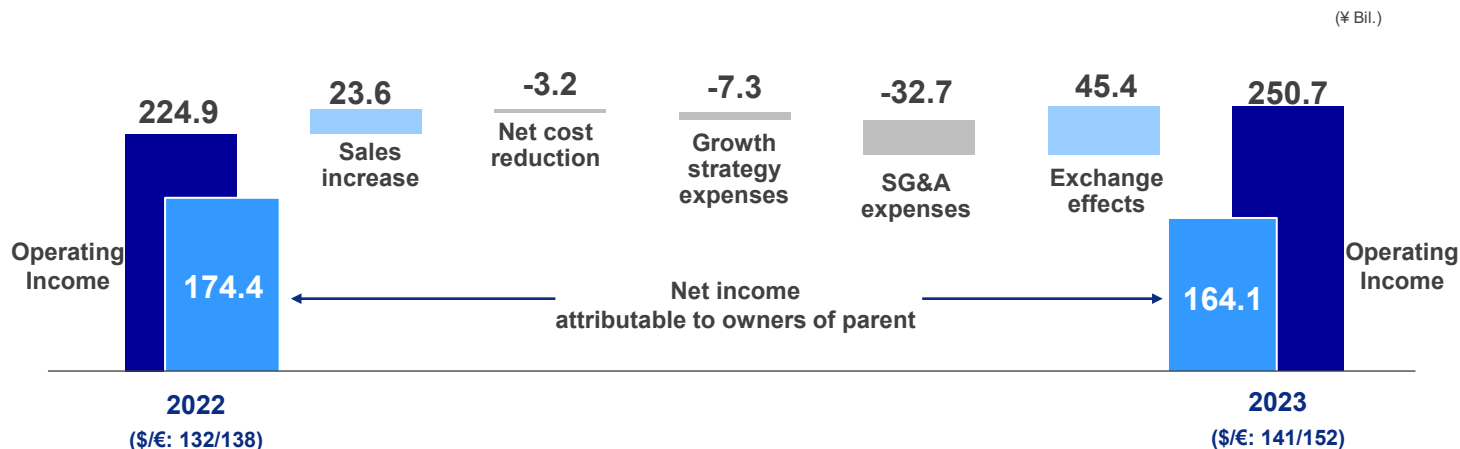 (¥ Bil.)
224.9
23.6
Sales
increase
-3.2
Net cost
reduction
-7.3
Growth
strategy
expenses
-32.7
SG&A
expenses
45.4
Exchange
effects
250.7
Operating
Income
174.4
Net income
attributable to owners of parent
164.1
Operating
Income
2022
($/€: 132/138)
2023
($/€: 141/152)